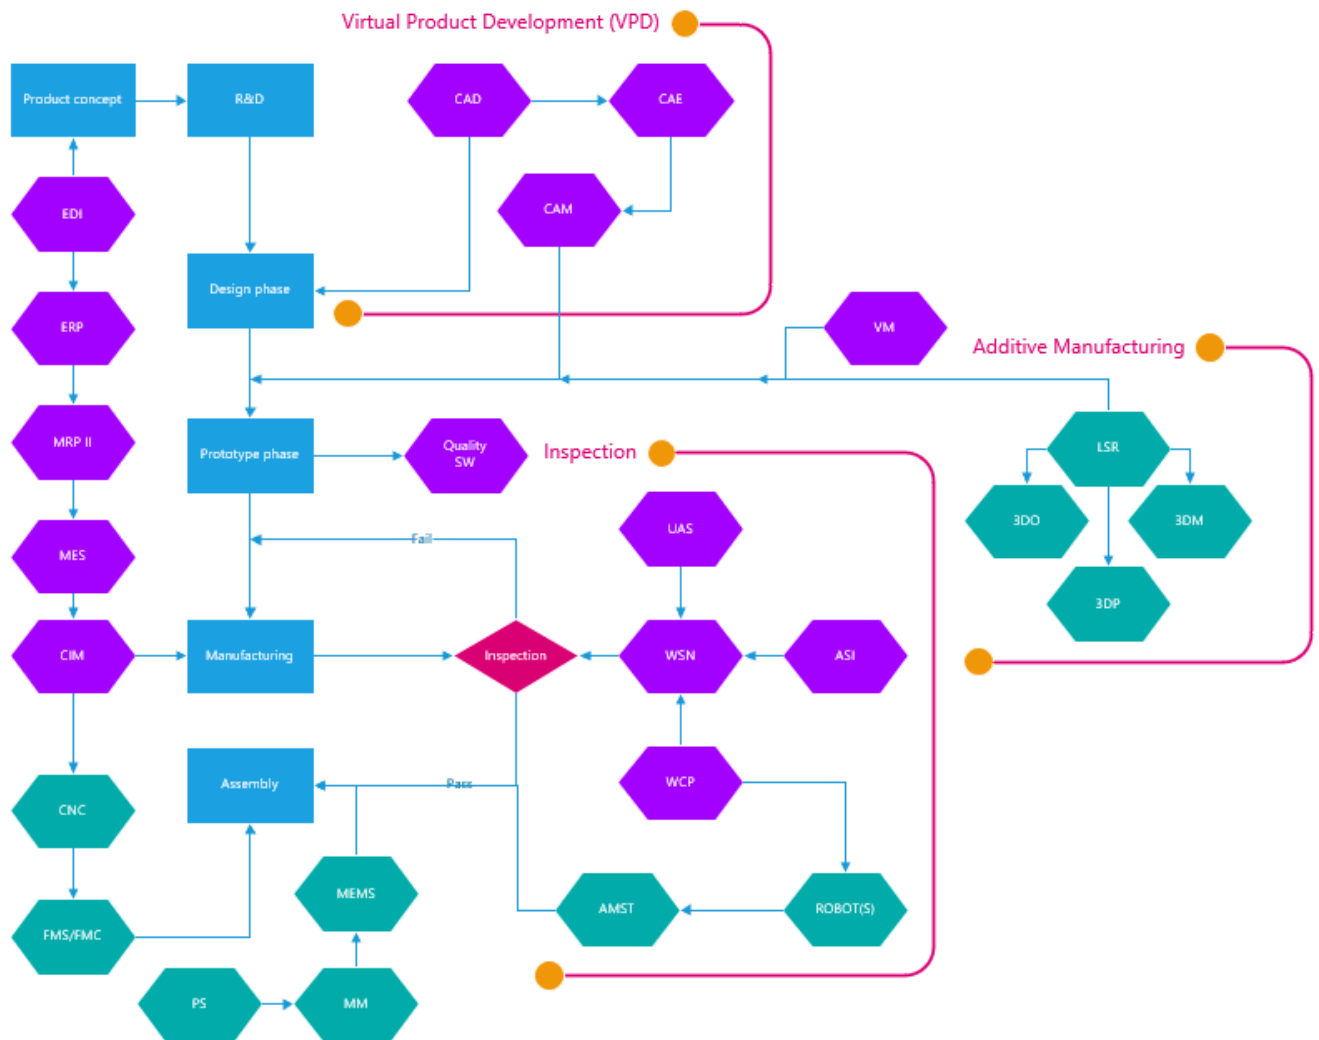 Virtual Product Development (VPD)
Product concept
R&D
CAD
CAE
EDI
CAM
Design phase
ERP
VM
Additive Manufacturing
MRP II
Prototype phase
Quality
SW
Inspection
LSR
3DO
3DM
UAS
Fail
MES
3DP
CIM
Manufacturing
Inspection
WSN
ASI
Assembly
Pass
WCP
CNC
MEMS
AMST
ROBOT(S)
FMS/FMC
PS
MM